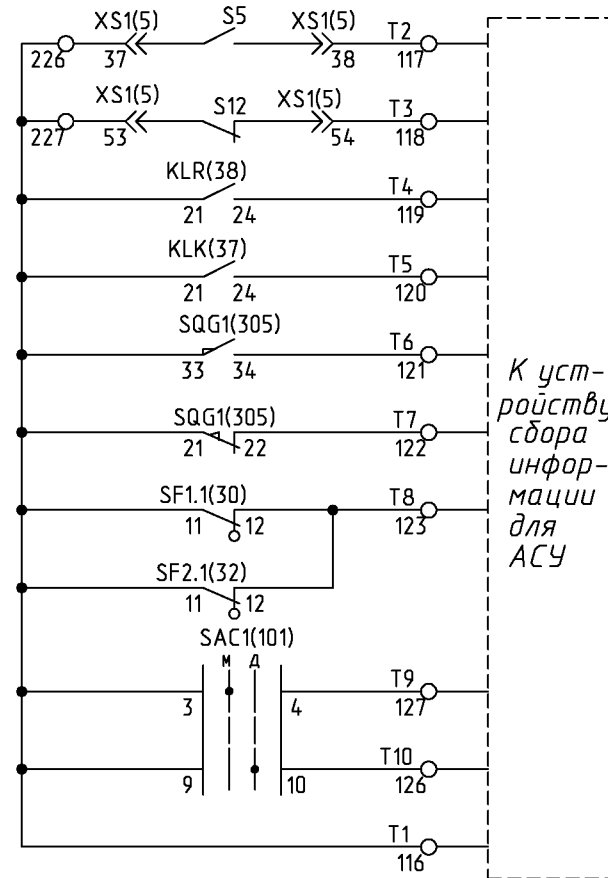 XS1(5) S5 XS1(5) T2
226 37 38 117
XS1(5) S12 XS1(5) T3
227 53 54 118
KLR(38) T4
21 24 119
KLK(37) T5
21 24 120
SQG1(305) T6
33 34 121
SQG1(305) T7
21 22 122
SF1.1(30) T8
11 12 123
SF2.1(32)
11 12
SAC1(101)
М Д
T9
3 4 127
T10
9 10 126
T1
116
К уст-
ройству
сбора
инфор-
мации
для
АСУ